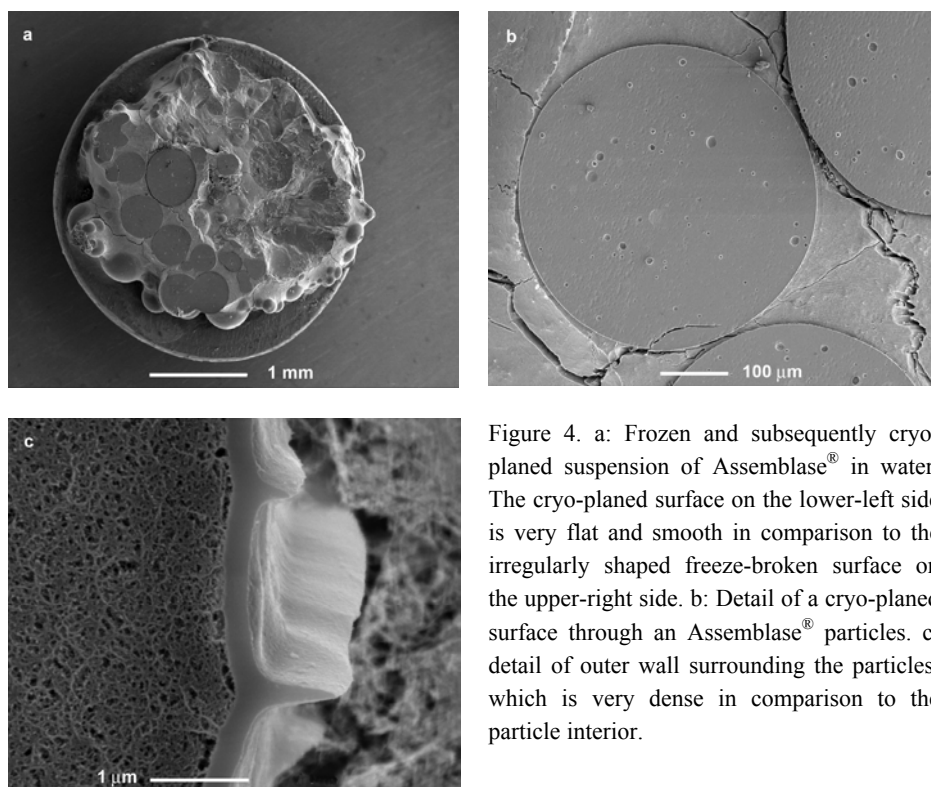 a
1 mm
b
100 μm
c
1 μm
Figure 4. a: Frozen and subsequently cryo
planed suspension of Assemblase® in water
The cryo-planed surface on the lower-left side
is very flat and smooth in comparison to the
irregularly shaped freeze-broken surface on
the upper-right side. b: Detail of a cryo-planed
surface through an Assemblase® particles. c
detail of outer wall surrounding the particles
which is very dense in comparison to the
particle interior.